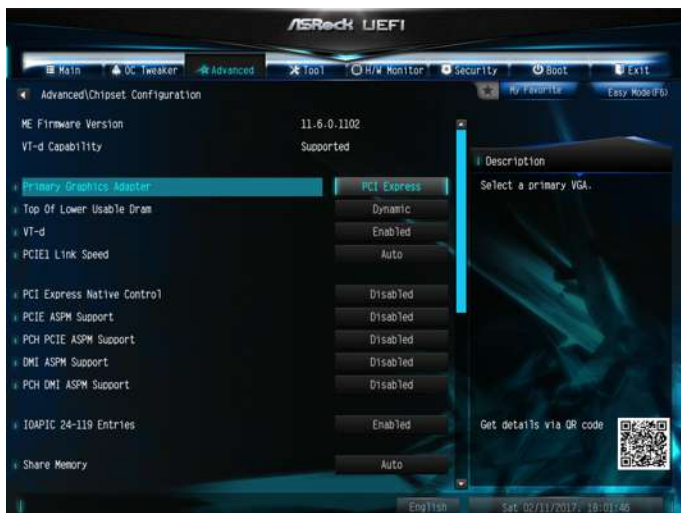 ASRock UEFI
Main OC Tweaker Advanced Tool H/W Monitor Security Boot Exit
Advanced\Chipset Configuration
My Favorite Easy Mode(F6)
ME Firmware Version 11.6.0.1102
VT-d Capability Supported
Description
Primary Graphics Adapter PCI Express
Select a primary VGA.
Top Of Lower Usable Dram Dynamic
VT-d Enabled
PCIE1 Link Speed Auto
PCI Express Native Control Disabled
PCIE ASPM Support Disabled
PCH PCIE ASPM Support Disabled
DMI ASPM Support Disabled
PCH DMI ASPM Support Disabled
IOAPIC 24-119 Entries Enabled
Get details via QR code
Share Memory Auto
English Sat 02/11/2017, 18:01:46